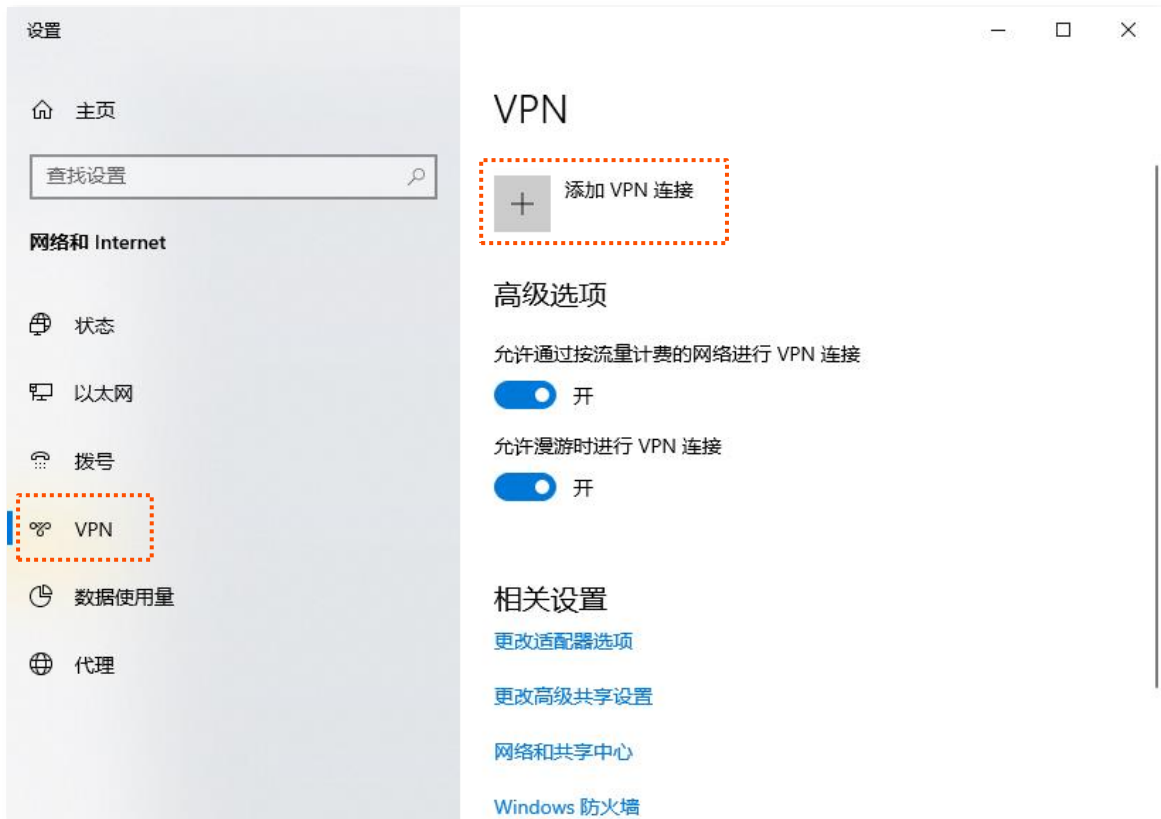 设置
主页
查找设置
网络和 Internet
状态
以太网
拨号
VPN
数据使用量
代理
VPN
添加 VPN 连接
高级选项
允许通过按流量计费的网络进行 VPN 连接
开
允许漫游时进行 VPN 连接
开
相关设置
更改适配器选项
更改高级共享设置
网络和共享中心
Windows 防火墙